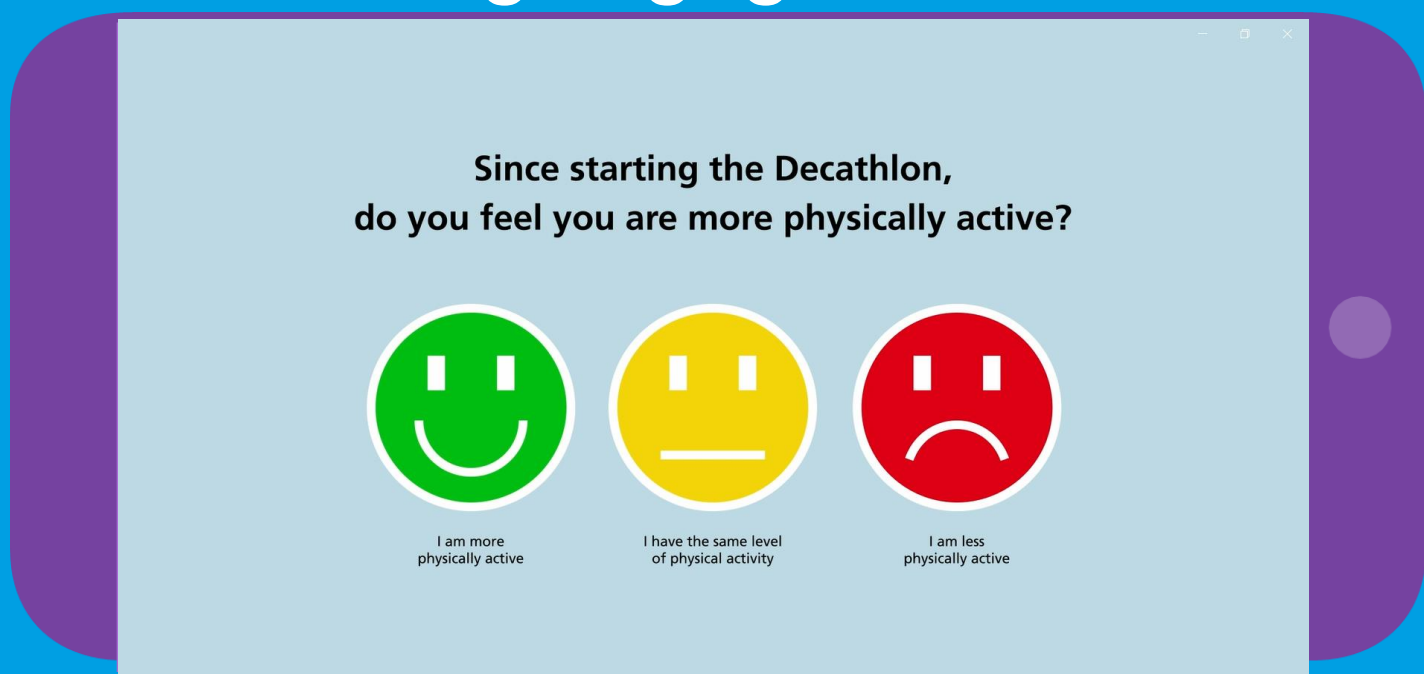 Since starting the Decathlon,
do you feel you are more physically active?
I am more
physically active
I have the same level
of physical activity
I am less
physically active